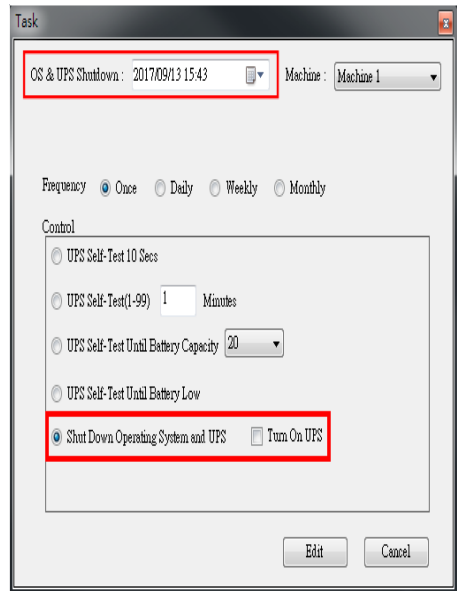 Task
OS & UPS Shutdown : 2017/09/13 15:43 Machine : Machine 1
Frequency Once Daily Weekly Monthly
Control
UPS Self-Test 10 Secs
UPS Self-Test(1-99) 1 Minutes
UPS Self-Test Until Battery Capacity 20
UPS Self-Test Until Battery Low
Shut Down Operating System and UPS Turn On UPS
Edit Cancel